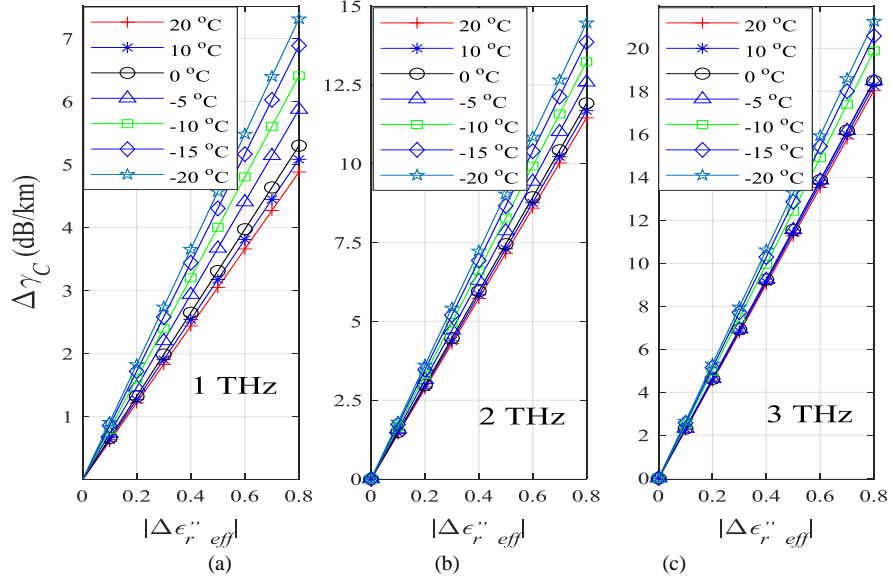 Δγ_C (dB/km)
7
6
5
4
3
2
1
0
0.2
0.4
0.6
0.8
20 °C
10 °C
0 °C
-5 °C
-10 °C
-15 °C
-20 °C
1 THz
|Δϵ''_r eff|
(a)
15
12.5
10
7.5
5
2.5
0
0
0.2
0.4
0.6
0.8
20 °C
10 °C
0 °C
-5 °C
-10 °C
-15 °C
-20 °C
2 THz
|Δϵ''_r eff|
(b)
22
20
18
16
14
12
10
8
6
4
2
0
0
0.2
0.4
0.6
0.8
20 °C
10 °C
0 °C
-5 °C
-10 °C
-15 °C
-20 °C
3 THz
|Δϵ''_r eff|
(c)